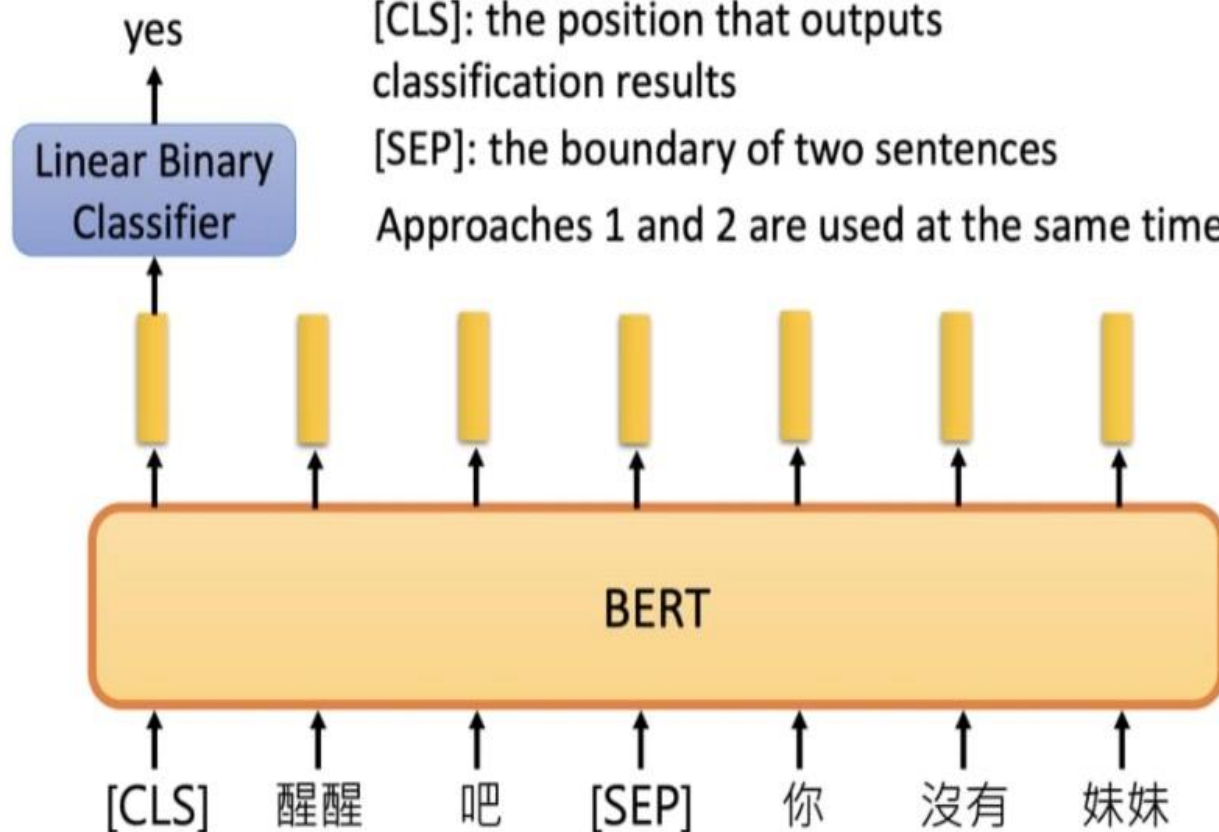 yes
[CLS]: the position that outputs
classification results
Linear Binary
Classifier
[SEP]: the boundary of two sentences
Approaches 1 and 2 are used at the same time
BERT
[CLS] 醒醒 吧 [SEP] 你 沒有 妹妹